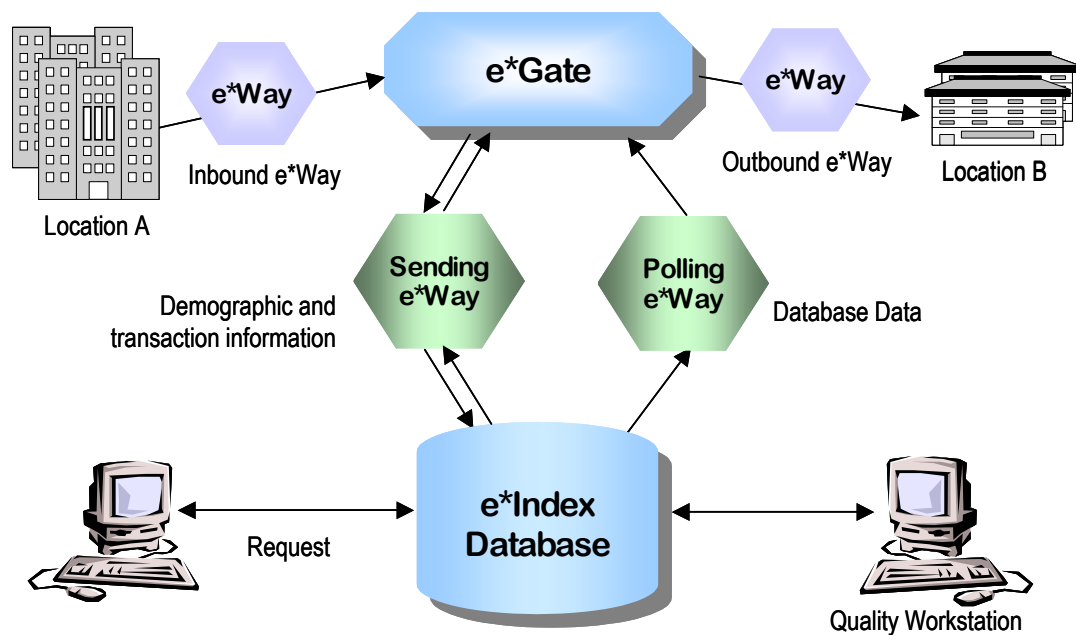 e*Way
e*Gate
e*Way
Inbound e*Way
Outbound e*Way
Location A
Location B
Sending
e*Way
Polling
e*Way
Demographic and
transaction information
Database Data
e*Index
Database
Request
Quality Workstation